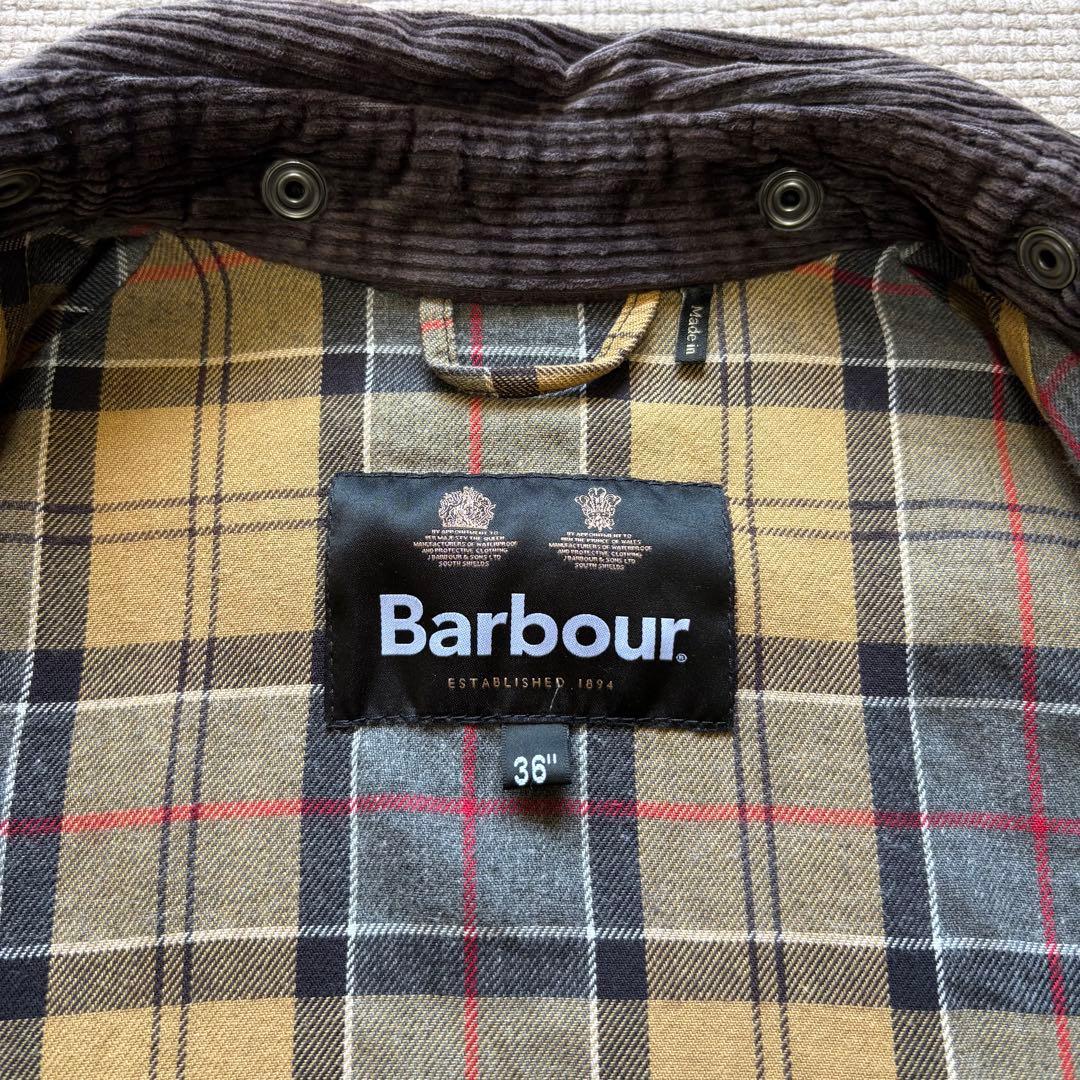 Made in
BY APPOINTMENT TO
HER MAJESTY THE QUEEN
MANUFACTURERS OF WATERPROOF
AND PROTECTIVE CLOTHING
J BARBOUR & SONS LTD
SOUTH SHIELDS
BY APPOINTMENT TO
HRH THE PRINCE OF WALES
MANUFACTURERS OF WATERPROOF
AND PROTECTIVE CLOTHING
J BARBOUR & SONS LTD
SOUTH SHIELDS
Barbour®
ESTABLISHED 1894
36"